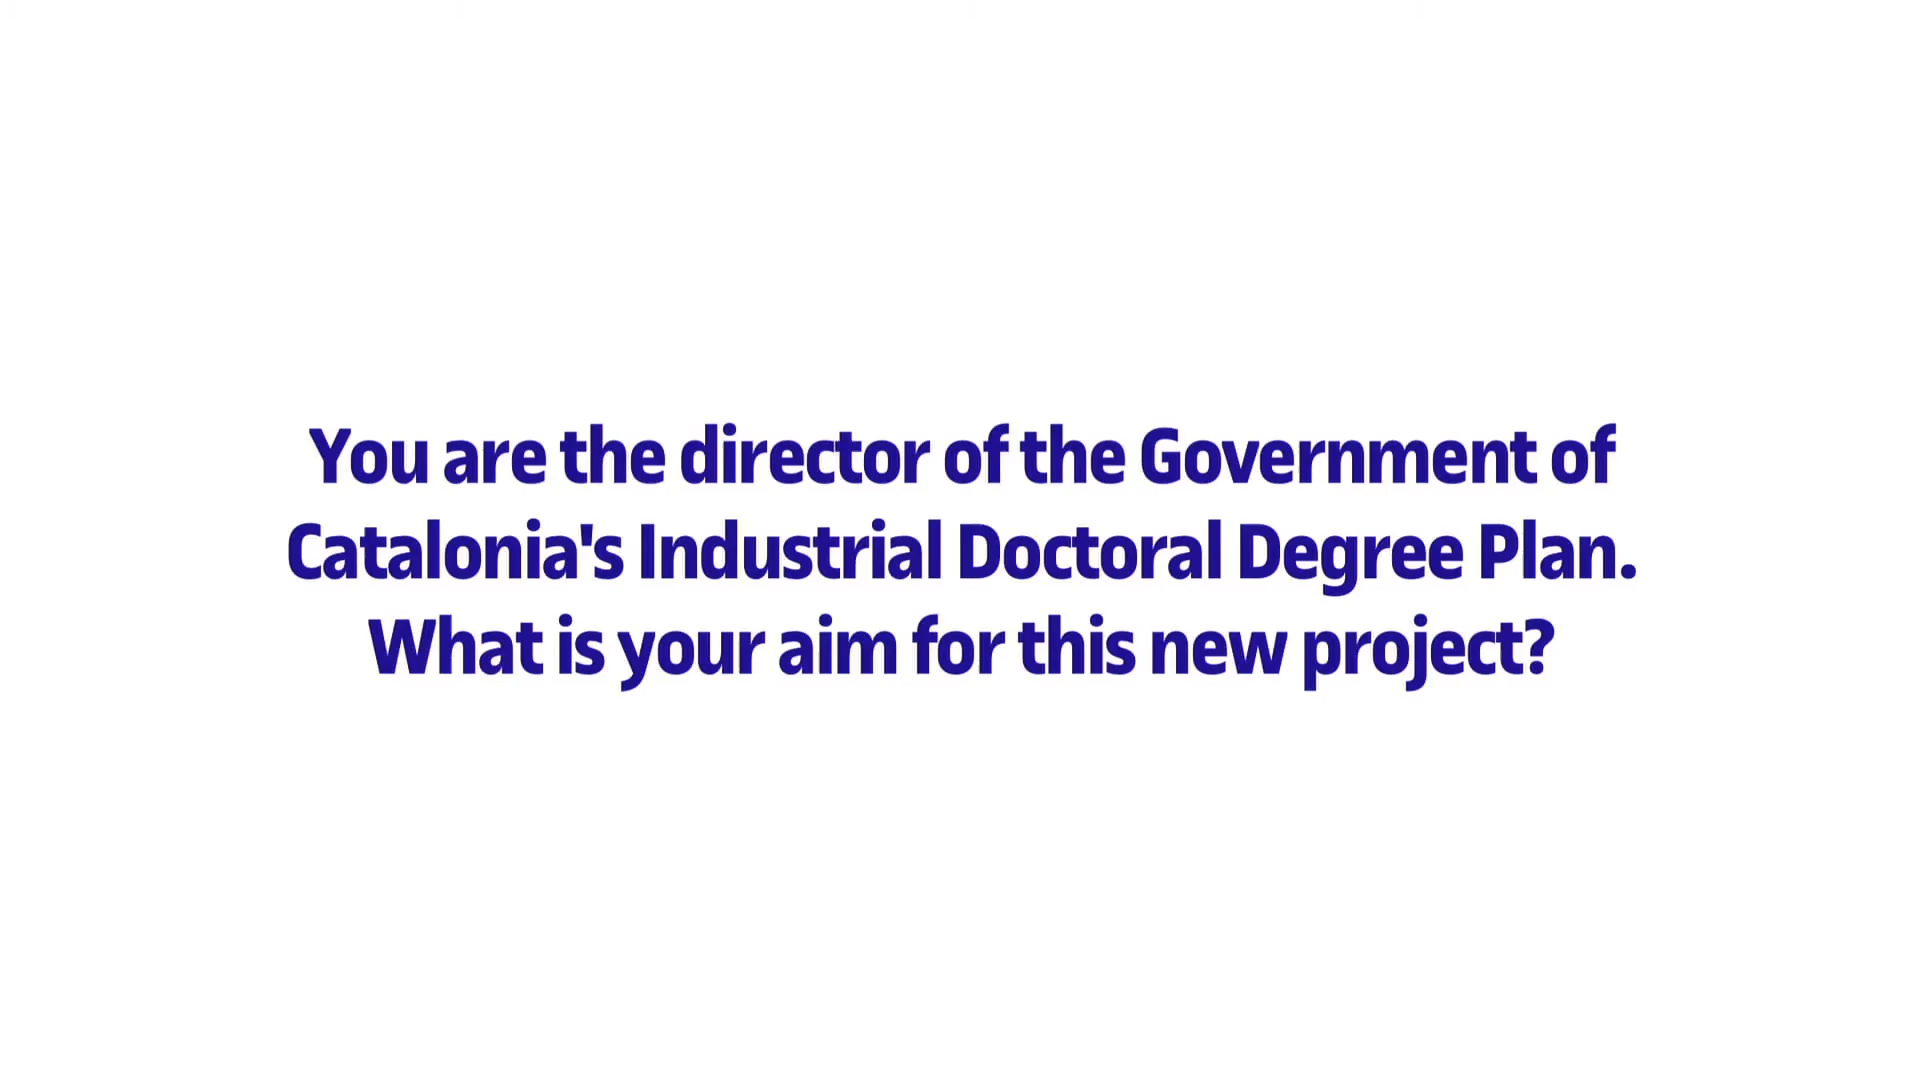 You are the director of the Government of
Catalonia's Industrial Doctoral Degree Plan.
What is your aim for this new project?